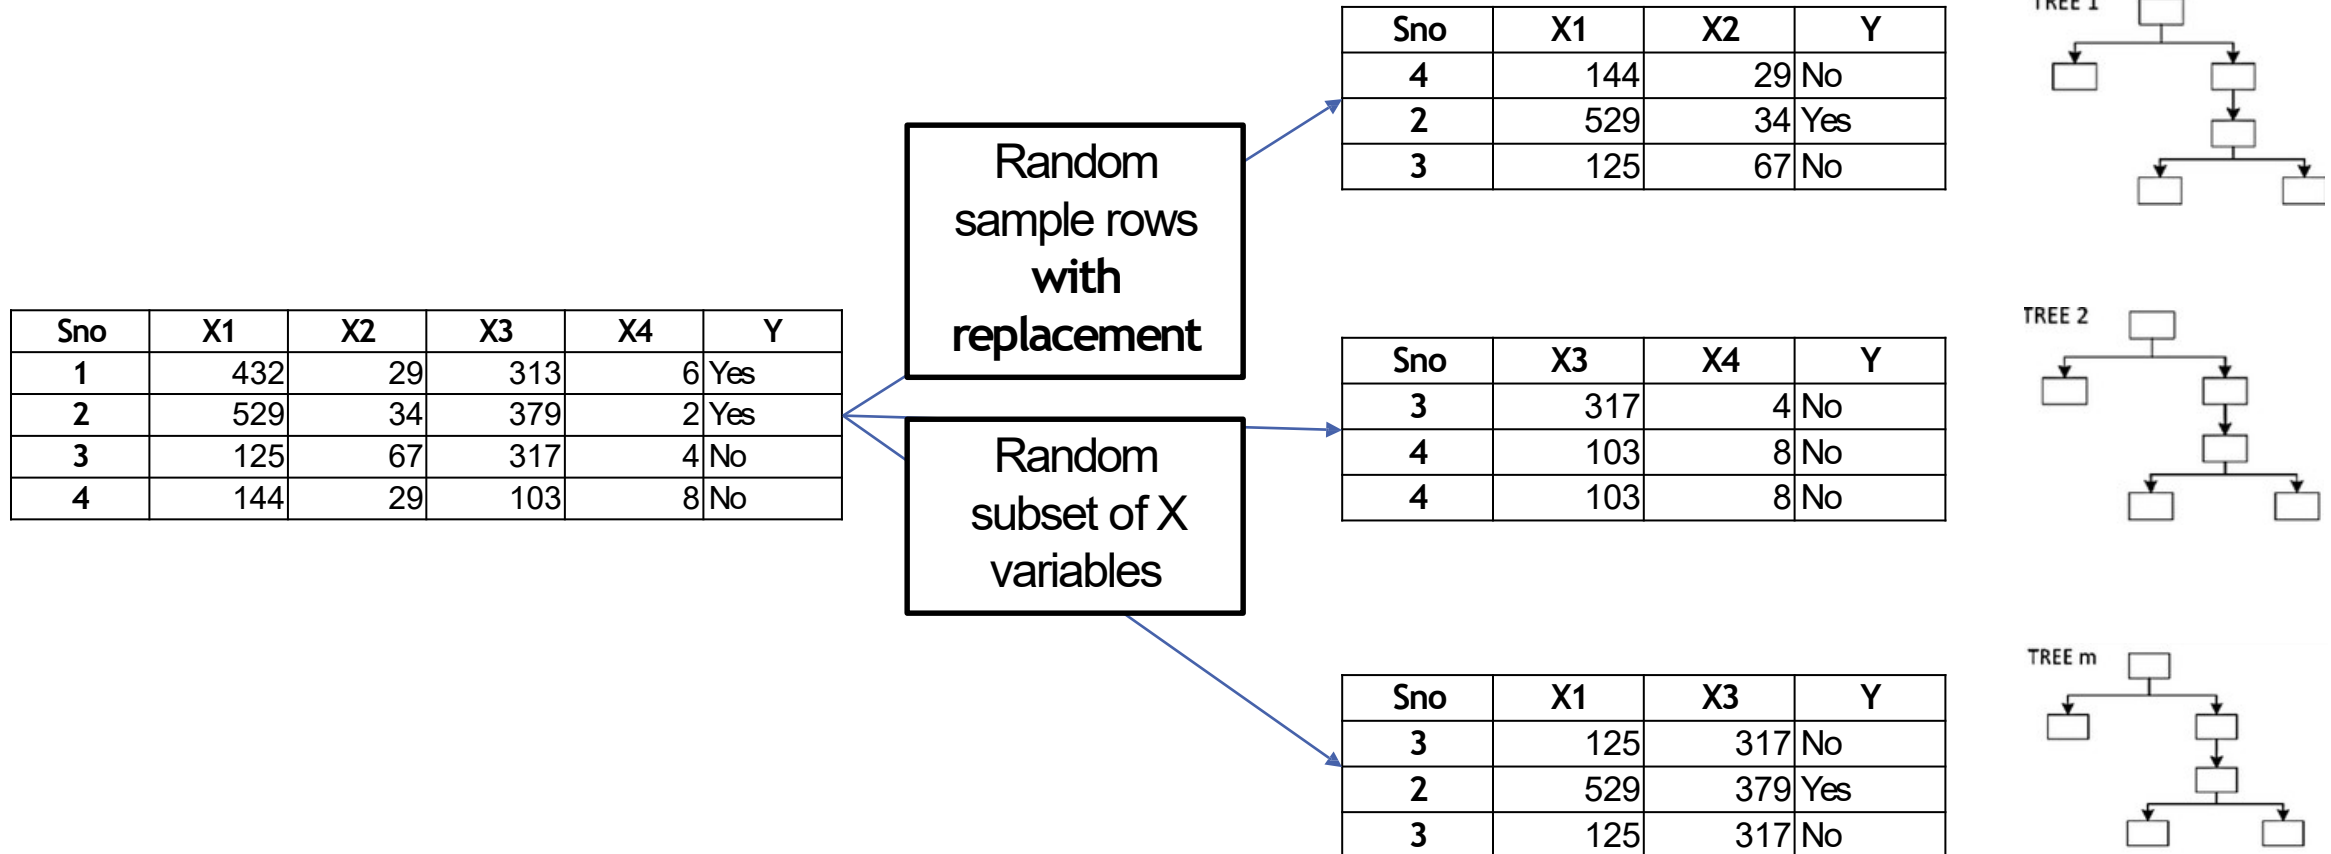 Sno X1 X2 X3 X4 Y
1 432 29 313 6 Yes
2 529 34 379 2 Yes
3 125 67 317 4 No
4 144 29 103 8 No
Random
sample rows
with
replacement
Random
subset of X
variables
Sno X1 X2 Y
4 144 29 No
2 529 34 Yes
3 125 67 No
TREE 1
Sno X3 X4 Y
3 317 4 No
4 103 8 No
4 103 8 No
TREE 2
Sno X1 X3 Y
3 125 317 No
2 529 379 Yes
3 125 317 No
TREE m